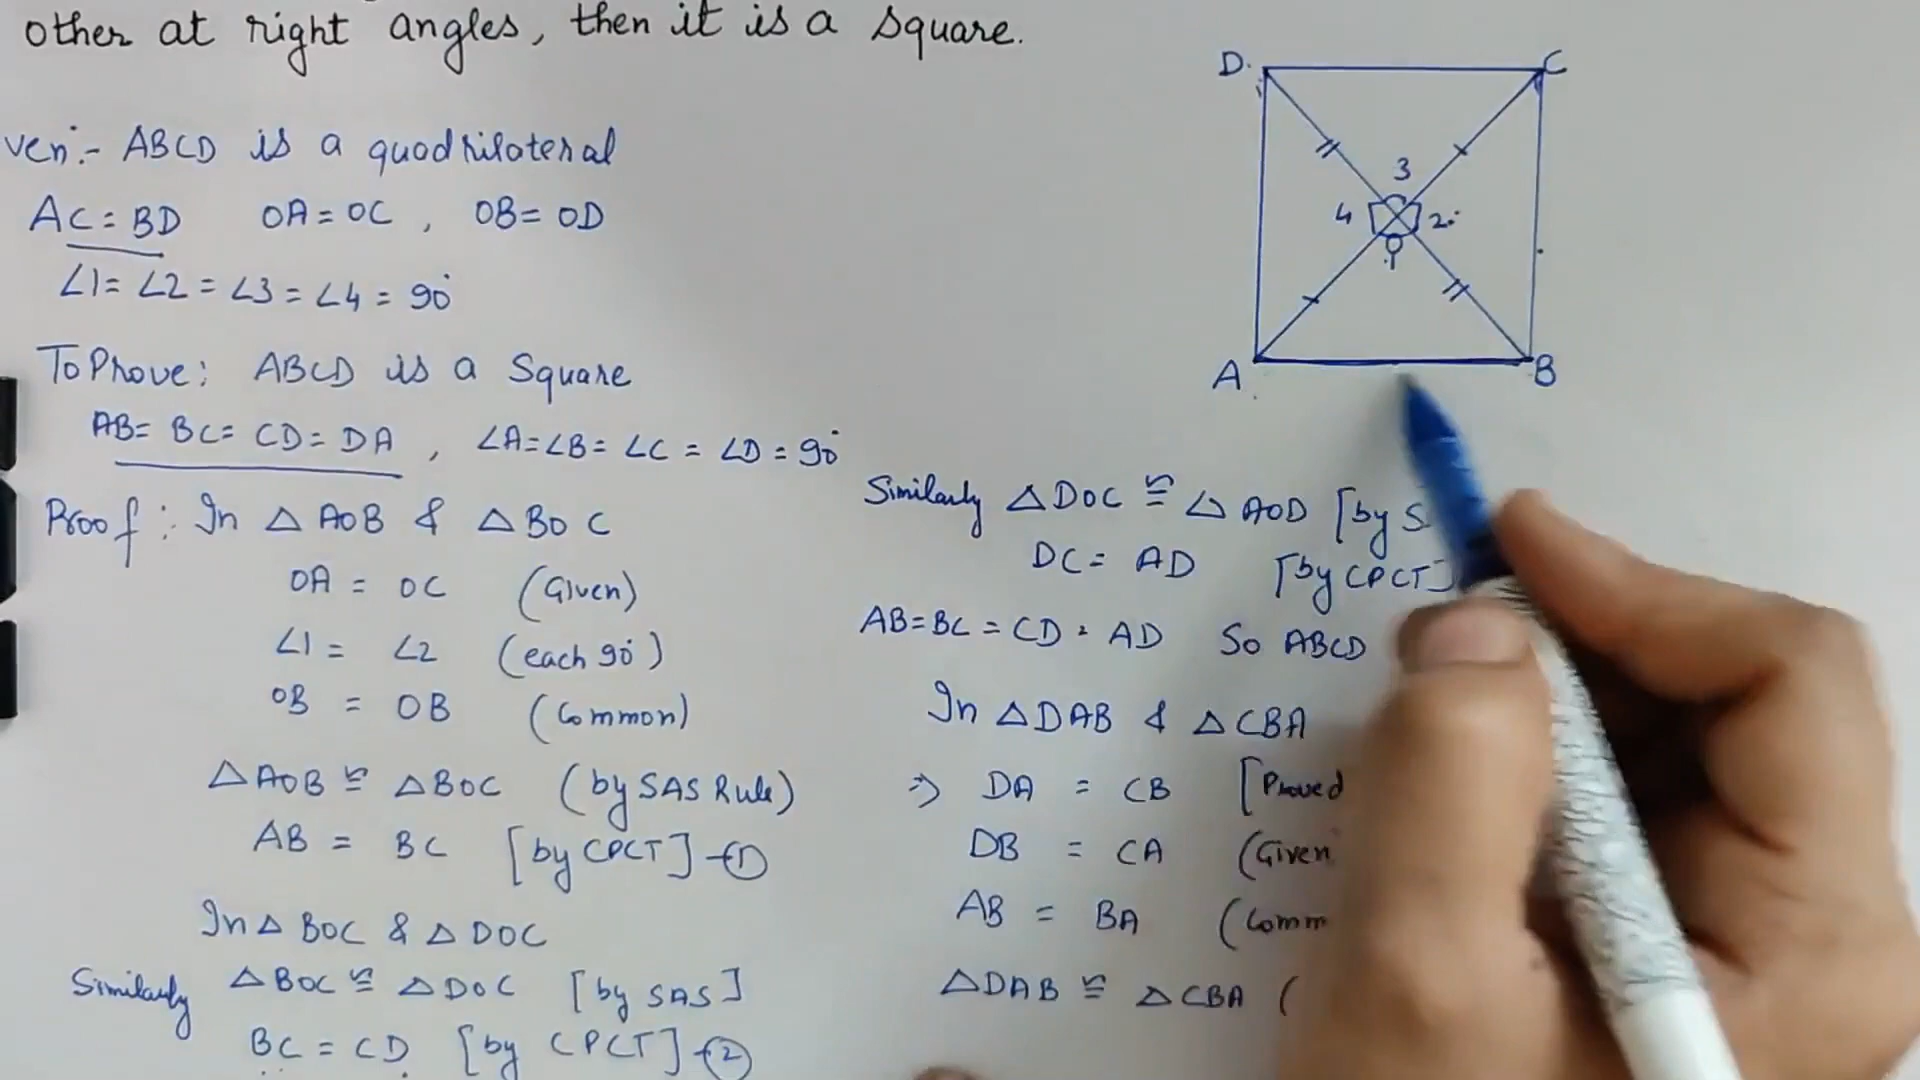 other at right angles, then it is a square.
ven:- ABCD is a quadrilateral
AC = BD OA = OC , OB = OD
∠1 = ∠2 = ∠3 = ∠4 = 90°
To Prove: ABCD is a Square
AB = BC = CD = DA , ∠A = ∠B = ∠C = ∠D = 90°
Proof: In △AOB & △BOC
OA = OC (Given)
∠1 = ∠2 (each 90°)
OB = OB (Common)
△AOB ≅ △BOC (by SAS Rule)
AB = BC [by CPCT] -①
In △BOC & △DOC
Similarly △BOC ≅ △DOC [by SAS]
BC = CD [by CPCT] -②
D C
3
4 2
O
A B
Similarly △DOC ≅ △AOD [by S
DC = AD [by CPCT]
AB = BC = CD = AD So ABCD
In △DAB & △CBA
⇒ DA = CB [Proved
DB = CA (Given
AB = BA (Comm
△DAB ≅ △CBA (